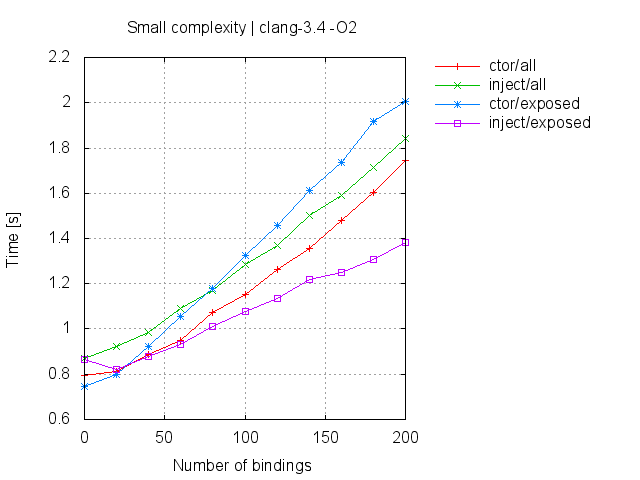 Small complexity | clang-3.4 -O2
ctor/all
inject/all
ctor/exposed
inject/exposed
Time [s]
2.2
2
1.8
1.6
1.4
1.2
1
0.8
0.6
0 50 100 150 200
Number of bindings